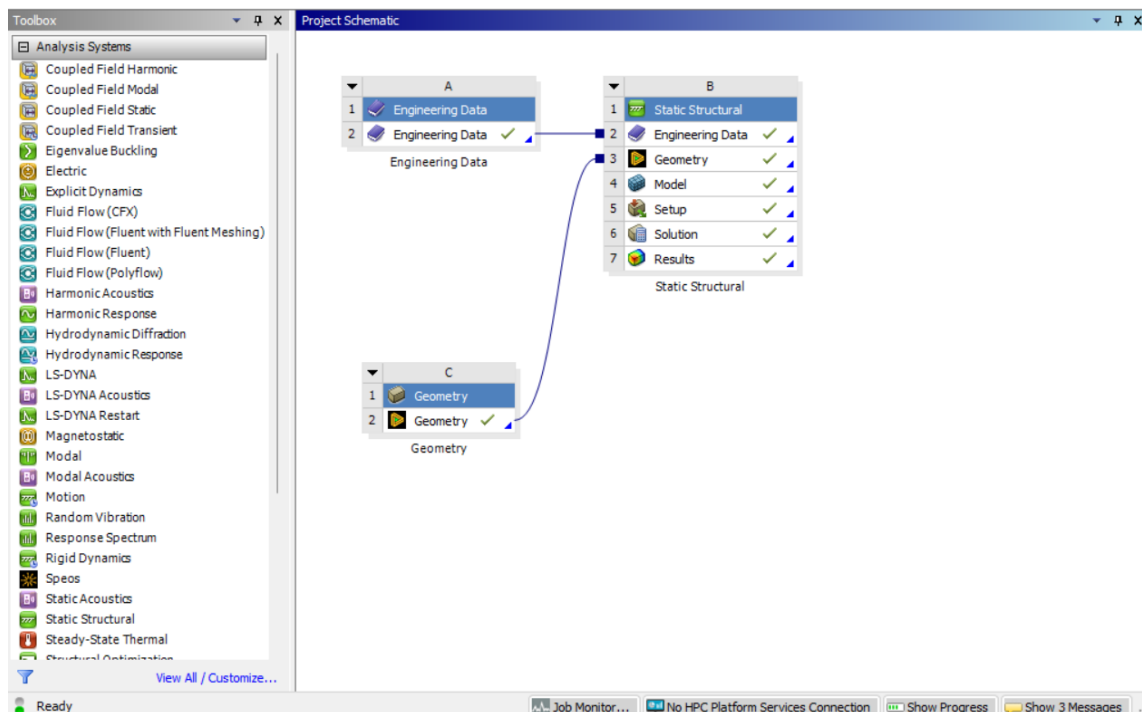 Toolbox
Analysis Systems
Coupled Field Harmonic
Coupled Field Modal
Coupled Field Static
Coupled Field Transient
Eigenvalue Buckling
Electric
Explicit Dynamics
Fluid Flow (CFX)
Fluid Flow (Fluent with Fluent Meshing)
Fluid Flow (Fluent)
Fluid Flow (Polyflow)
Harmonic Acoustics
Harmonic Response
Hydrodynamic Diffraction
Hydrodynamic Response
LS-DYNA
LS-DYNA Acoustics
LS-DYNA Restart
Magnetostatic
Modal
Modal Acoustics
Motion
Random Vibration
Response Spectrum
Rigid Dynamics
Speos
Static Acoustics
Static Structural
Steady-State Thermal
Structural Optimization
View All / Customize...
Project Schematic
A
1 Engineering Data
2 Engineering Data
Engineering Data
B
1 Static Structural
2 Engineering Data
3 Geometry
4 Model
5 Setup
6 Solution
7 Results
Static Structural
C
1 Geometry
2 Geometry
Geometry
Ready
Job Monitor...
No HPC Platform Services Connection
Show Progress
Show 3 Messages